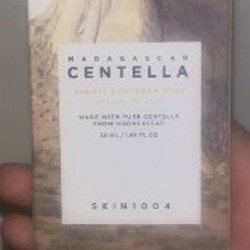 MADAGASCAR
CENTELLA
MADE WITH PURE CENTELLA
FROM MADAGASCAR
50 ML / 1.69 FL.OZ
SKIN1004